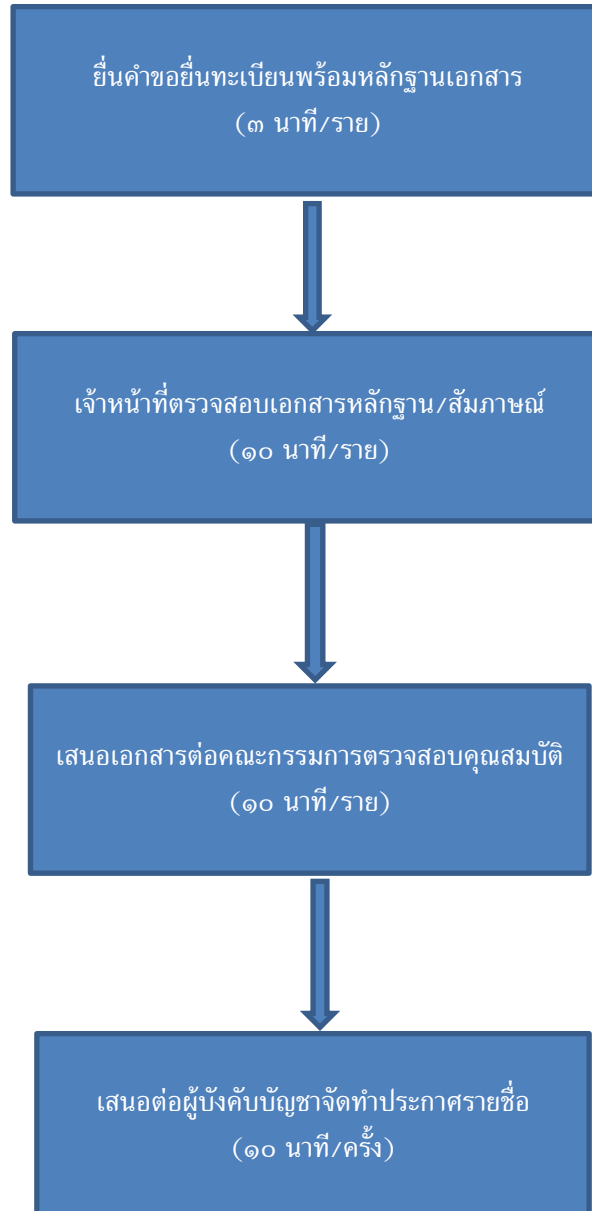 ยื่นคำขอยื่นทะเบียนพร้อมหลักฐานเอกสาร
(๓ นาที/ราย)
เจ้าหน้าที่ตรวจสอบเอกสารหลักฐาน/สัมภาษณ์
(๑๐ นาที/ราย)
เสนอเอกสารต่อคณะกรรมการตรวจสอบคุณสมบัติ
(๑๐ นาที/ราย)
เสนอต่อผู้บังคับบัญชาจัดทำประกาศรายชื่อ
(๑๐ นาที/ครั้ง)